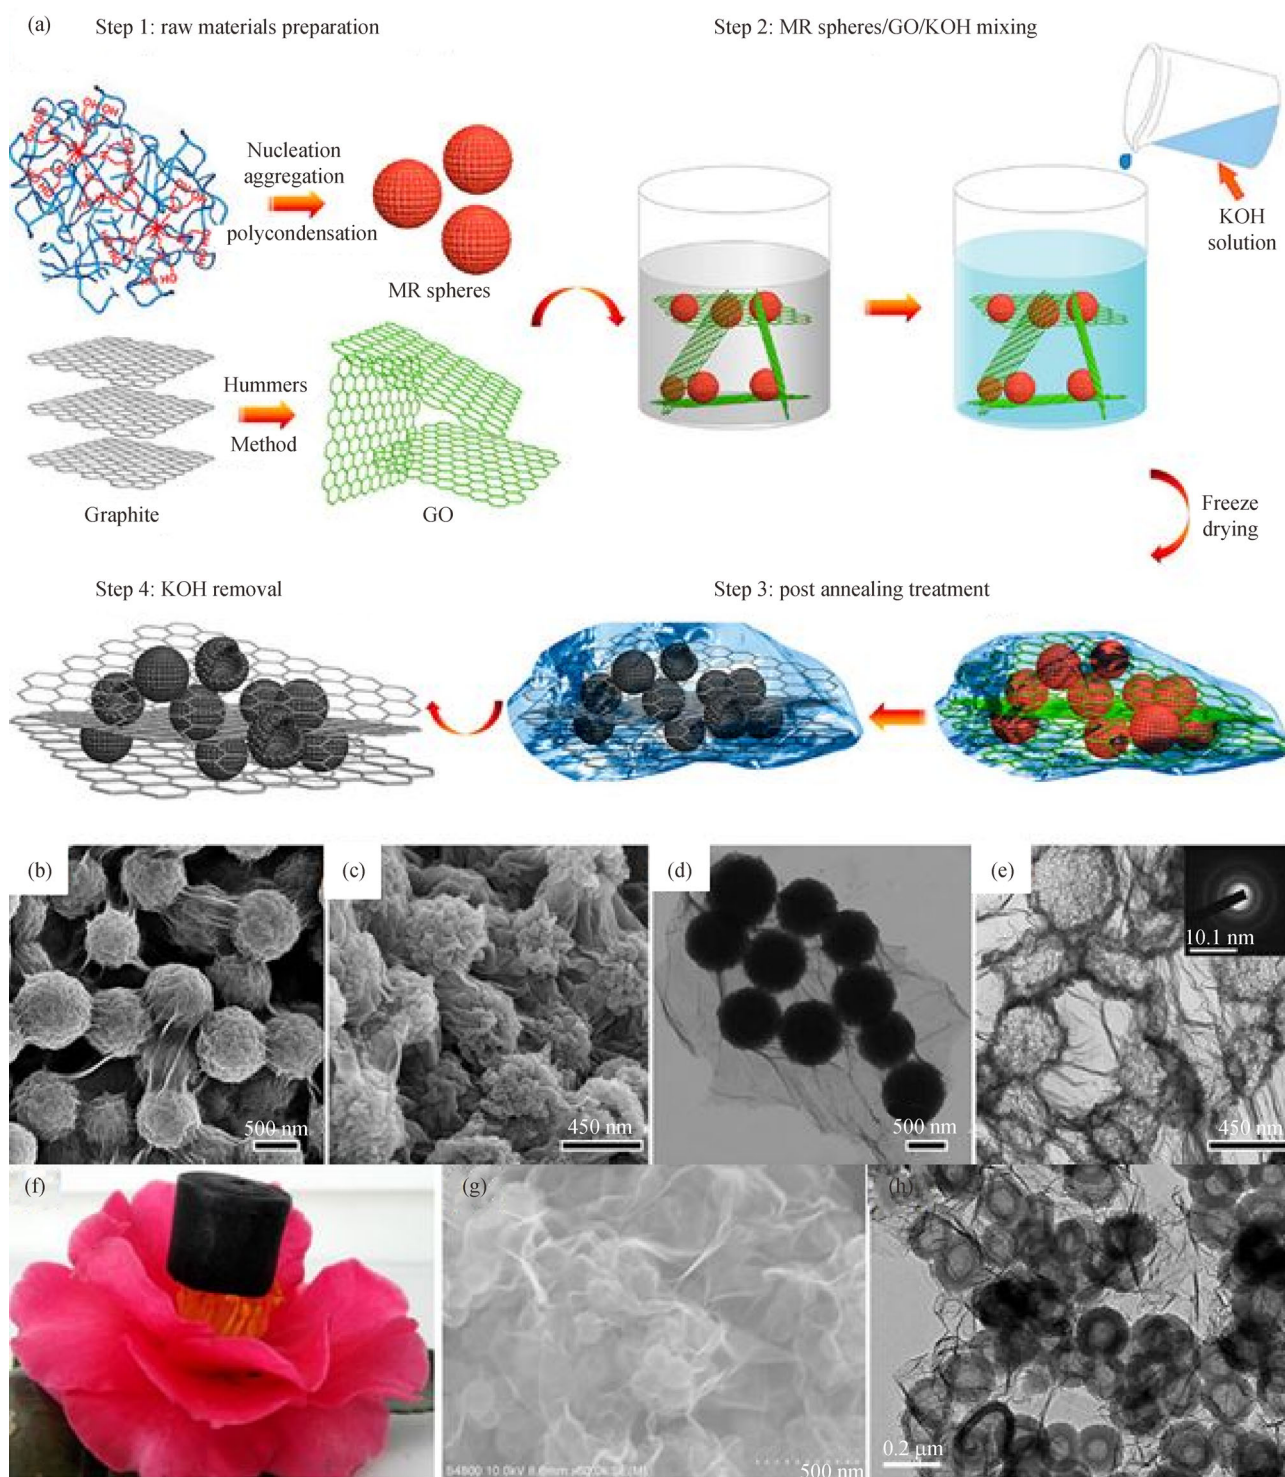 (a)
Step 1: raw materials preparation
Step 2: MR spheres/GO/KOH mixing
Nucleation
aggregation
polycondensation
MR spheres
KOH
solution
Hummers
Method
Graphite
GO
Freeze
drying
Step 4: KOH removal
Step 3: post annealing treatment
(b)
500 nm
(c)
450 nm
(d)
500 nm
(e)
10.1 nm
450 nm
(f)
(g)
500 nm
(h)
0.2 μm